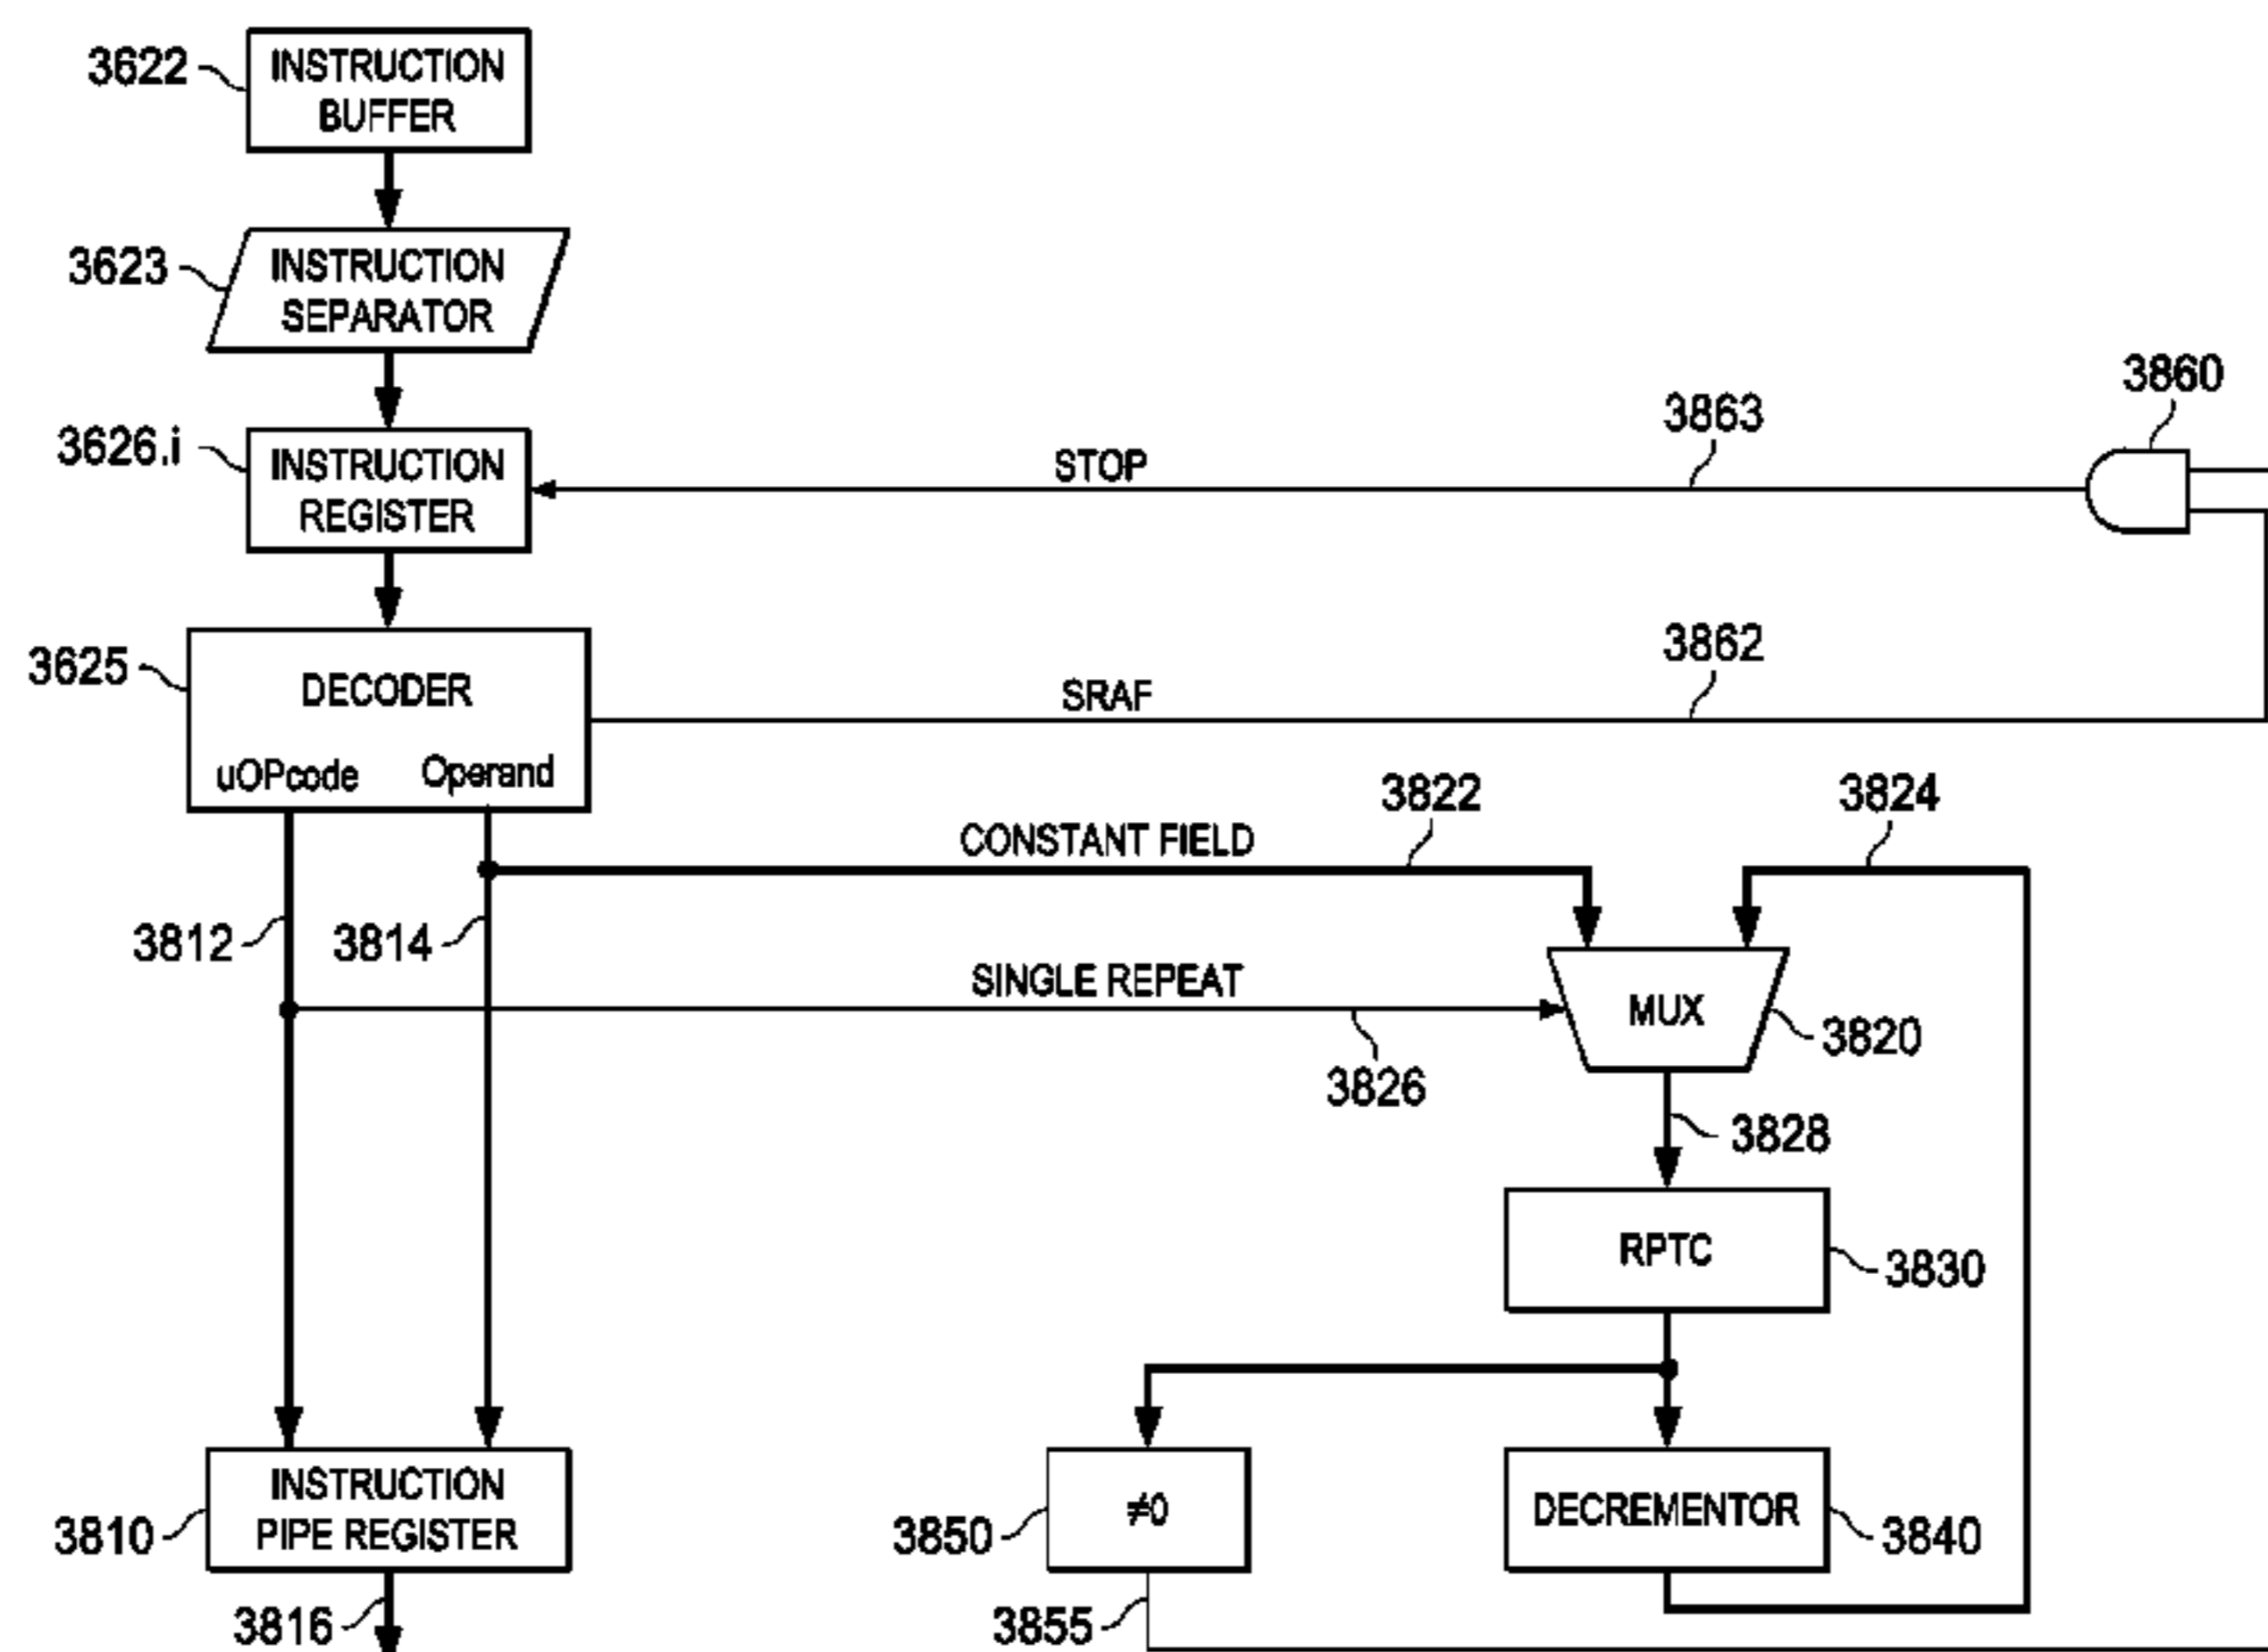 3622
INSTRUCTION
BUFFER
3623
INSTRUCTION
SEPARATOR
3860
3863
3626.i
INSTRUCTION
REGISTER
STOP
3862
3625
DECODER
SRAF
uOPcode
Operand
3822
3824
CONSTANT FIELD
3812
3814
SINGLE REPEAT
MUX
3820
3826
3828
RPTC
3830
3810
INSTRUCTION
PIPE REGISTER
3850
≠0
DECREMENTOR
3840
3816
3855